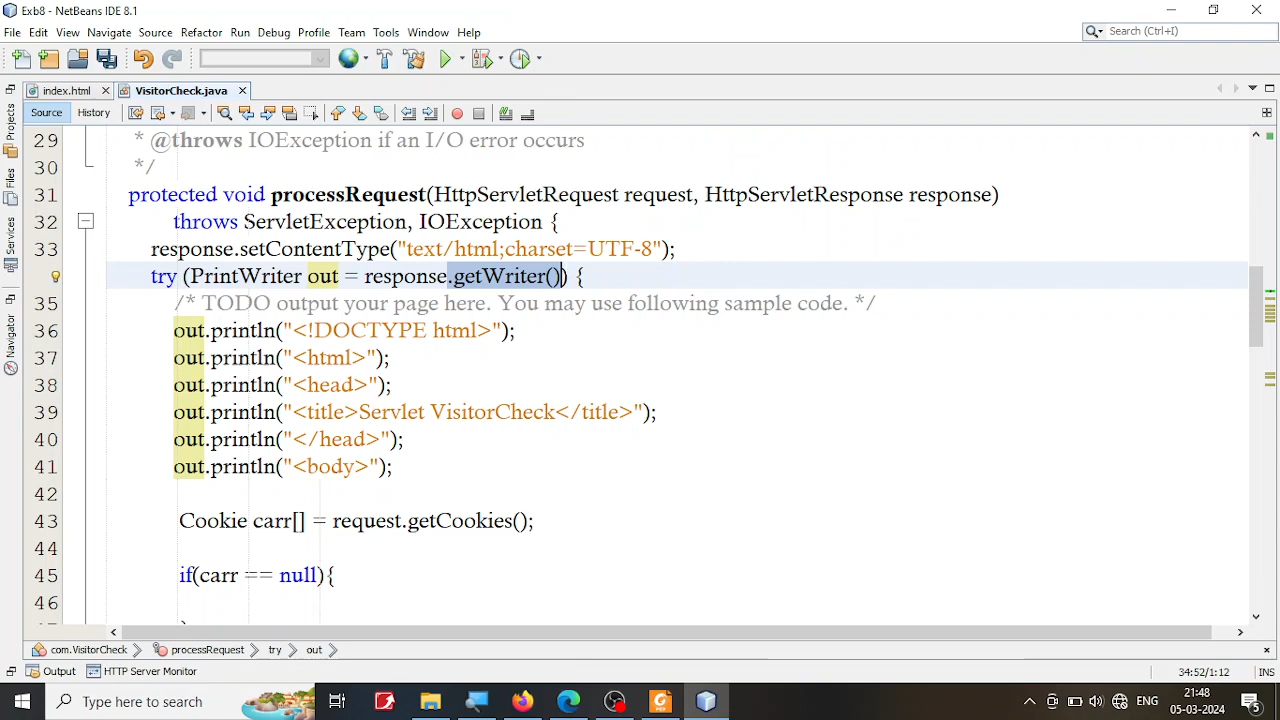 Exb8 - NetBeans IDE 8.1
File Edit View Navigate Source Refactor Run Debug Profile Team Tools Window Help
Search (Ctrl+I)
index.html VisitorCheck.java
Source History
Projects
Files
Services
Navigator
29 * @throws IOException if an I/O error occurs
30 */
31 protected void processRequest(HttpServletRequest request, HttpServletResponse response)
32 throws ServletException, IOException {
33 response.setContentType("text/html;charset=UTF-8");
try (PrintWriter out = response.getWriter()) {
35 /* TODO output your page here. You may use following sample code. */
36 out.println("<!DOCTYPE html>");
37 out.println("<html>");
38 out.println("<head>");
39 out.println("<title>Servlet VisitorCheck</title>");
40 out.println("</head>");
41 out.println("<body>");
42
43 Cookie carr[] = request.getCookies();
44
45 if(carr == null){
46
com.VisitorCheck processRequest try out
Output HTTP Server Monitor 34:52/1:12 INS
Type here to search ENG 21:48
05-03-2024